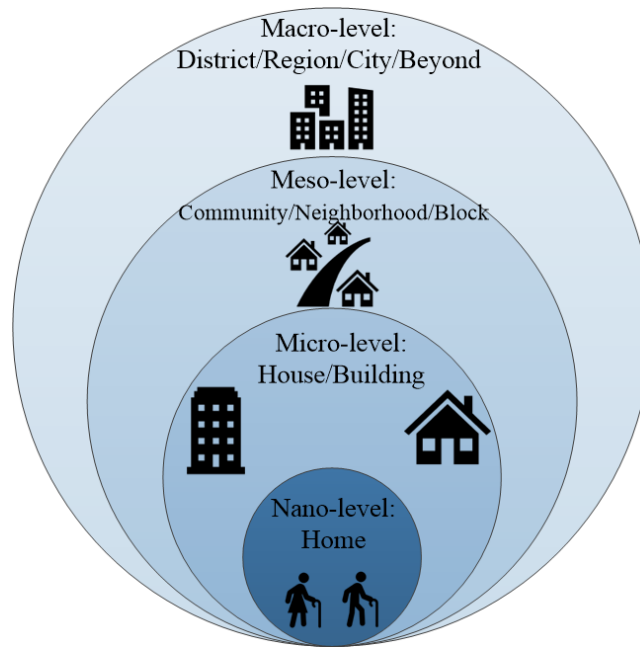 Macro-level:
District/Region/City/Beyond
Meso-level:
Community/Neighborhood/Block
Micro-level:
House/Building
Nano-level:
Home